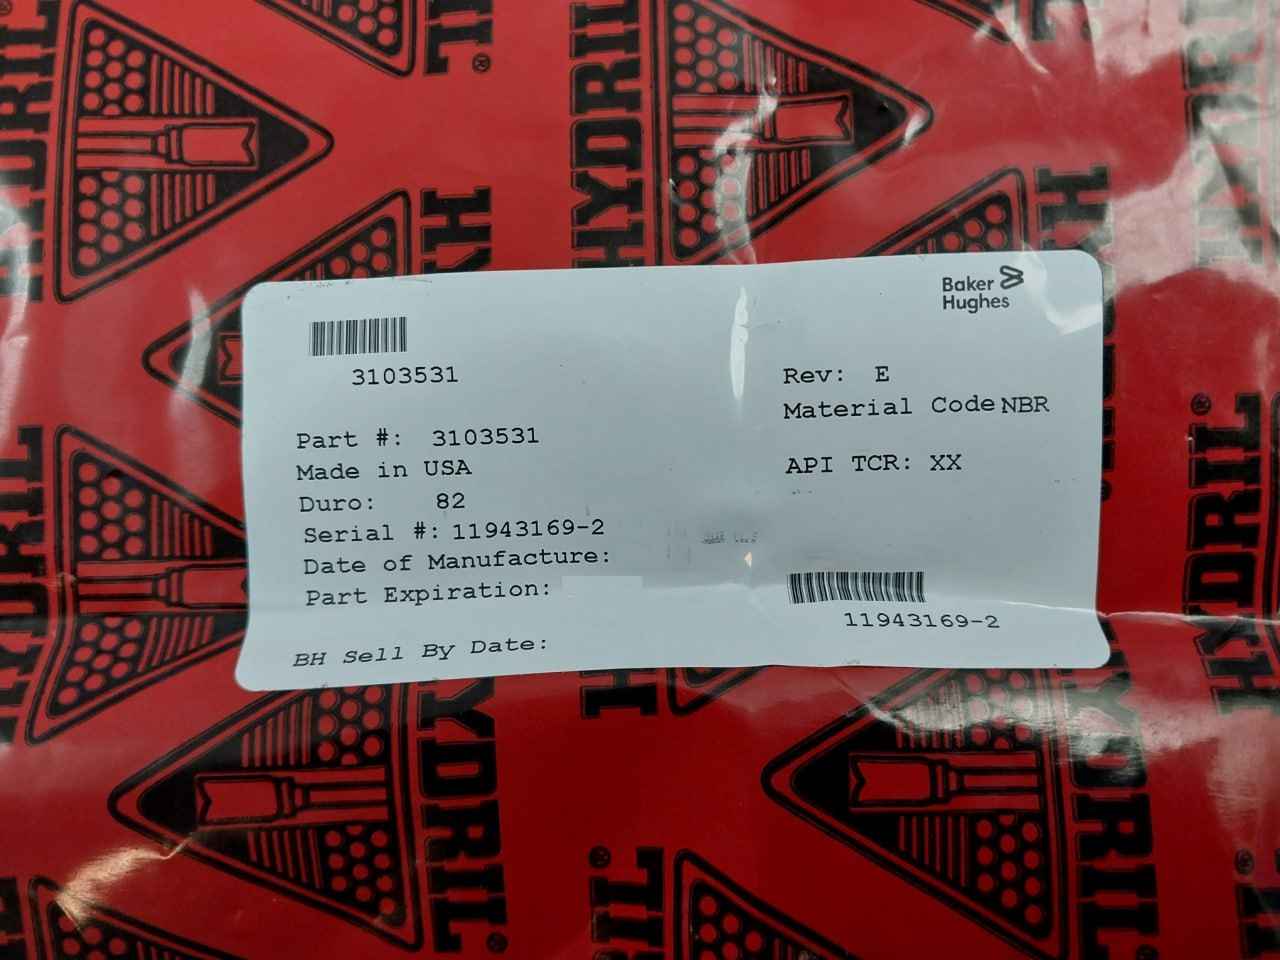 Baker
Hughes
3103531
Rev: E
Material Code NBR
Part #: 3103531
Made in USA
API TCR: XX
Duro: 82
Serial #: 11943169-2
Date of Manufacture:
Part Expiration:
11943169-2
BH Sell By Date:
HYDRIL
HYDRIL®
HYDRIL
HYDRIL®
HYDRIL®
HYDRIL